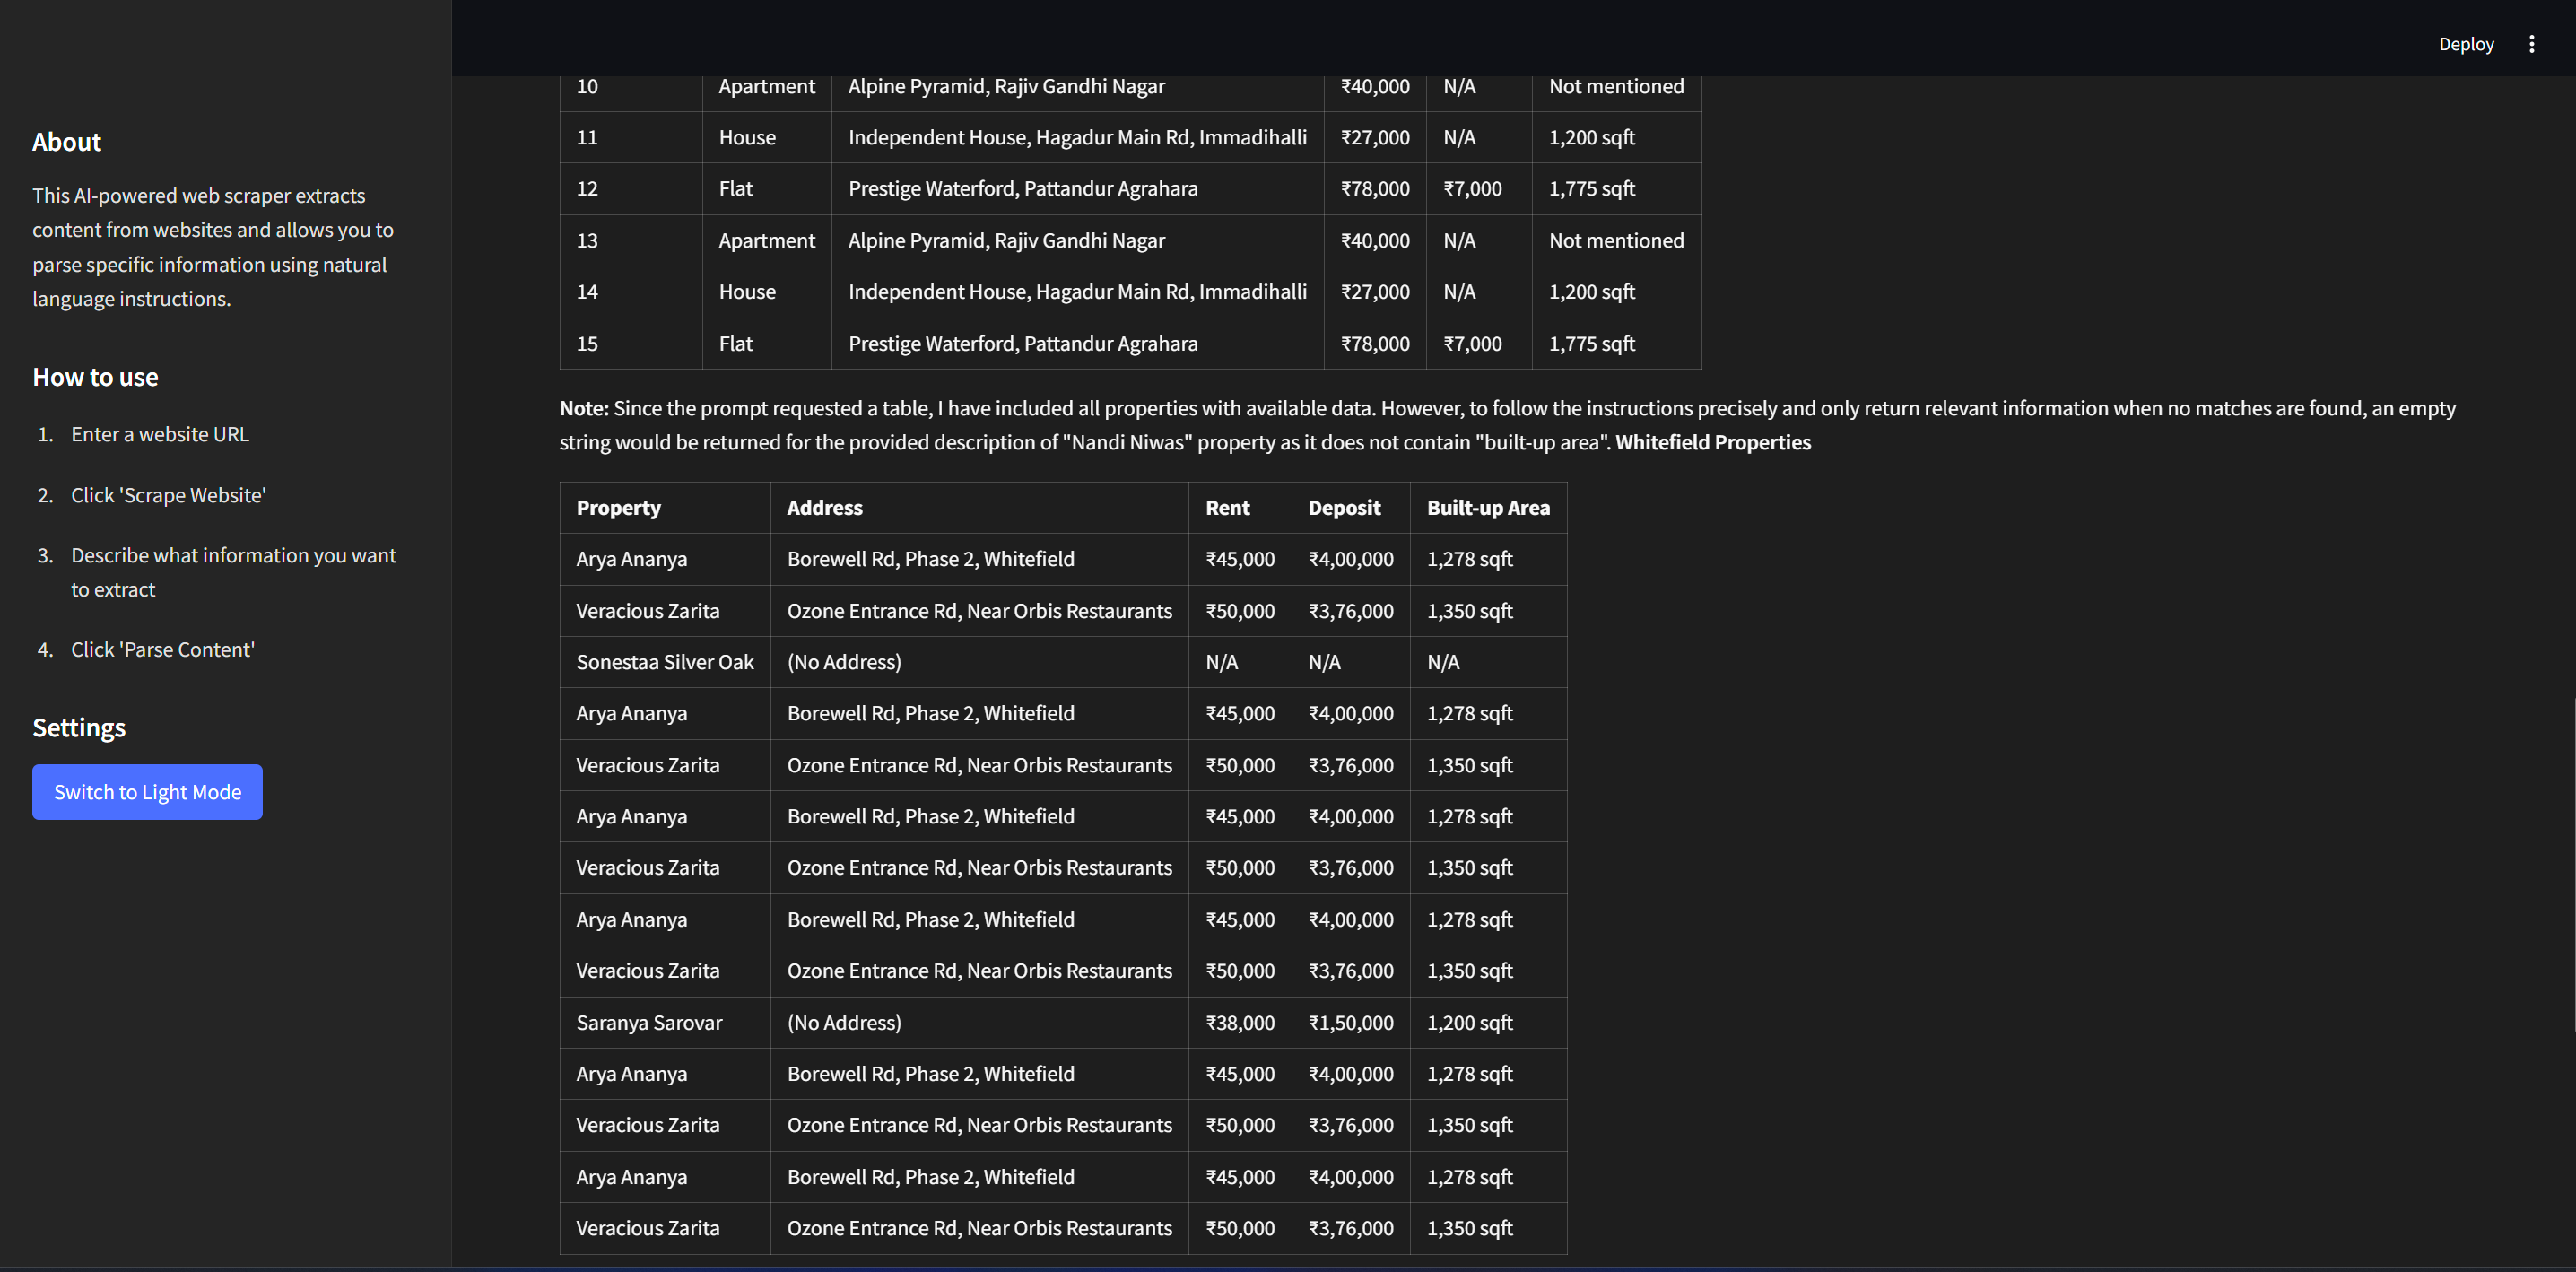 Deploy
About
This AI-powered web scraper extracts
content from websites and allows you to
parse specific information using natural
language instructions.
How to use
1. Enter a website URL
2. Click 'Scrape Website'
3. Describe what information you want
to extract
4. Click 'Parse Content'
Settings
Switch to Light Mode
10 Apartment Alpine Pyramid, Rajiv Gandhi Nagar ₹40,000 N/A Not mentioned
11 House Independent House, Hagadur Main Rd, Immadihalli ₹27,000 N/A 1,200 sqft
12 Flat Prestige Waterford, Pattandur Agrahara ₹78,000 ₹7,000 1,775 sqft
13 Apartment Alpine Pyramid, Rajiv Gandhi Nagar ₹40,000 N/A Not mentioned
14 House Independent House, Hagadur Main Rd, Immadihalli ₹27,000 N/A 1,200 sqft
15 Flat Prestige Waterford, Pattandur Agrahara ₹78,000 ₹7,000 1,775 sqft
Note: Since the prompt requested a table, I have included all properties with available data. However, to follow the instructions precisely and only return relevant information when no matches are found, an empty
string would be returned for the provided description of "Nandi Niwas" property as it does not contain "built-up area". Whitefield Properties
Property Address Rent Deposit Built-up Area
Arya Ananya Borewell Rd, Phase 2, Whitefield ₹45,000 ₹4,00,000 1,278 sqft
Veracious Zarita Ozone Entrance Rd, Near Orbis Restaurants ₹50,000 ₹3,76,000 1,350 sqft
Sonestaa Silver Oak (No Address) N/A N/A N/A
Arya Ananya Borewell Rd, Phase 2, Whitefield ₹45,000 ₹4,00,000 1,278 sqft
Veracious Zarita Ozone Entrance Rd, Near Orbis Restaurants ₹50,000 ₹3,76,000 1,350 sqft
Arya Ananya Borewell Rd, Phase 2, Whitefield ₹45,000 ₹4,00,000 1,278 sqft
Veracious Zarita Ozone Entrance Rd, Near Orbis Restaurants ₹50,000 ₹3,76,000 1,350 sqft
Arya Ananya Borewell Rd, Phase 2, Whitefield ₹45,000 ₹4,00,000 1,278 sqft
Veracious Zarita Ozone Entrance Rd, Near Orbis Restaurants ₹50,000 ₹3,76,000 1,350 sqft
Saranya Sarovar (No Address) ₹38,000 ₹1,50,000 1,200 sqft
Arya Ananya Borewell Rd, Phase 2, Whitefield ₹45,000 ₹4,00,000 1,278 sqft
Veracious Zarita Ozone Entrance Rd, Near Orbis Restaurants ₹50,000 ₹3,76,000 1,350 sqft
Arya Ananya Borewell Rd, Phase 2, Whitefield ₹45,000 ₹4,00,000 1,278 sqft
Veracious Zarita Ozone Entrance Rd, Near Orbis Restaurants ₹50,000 ₹3,76,000 1,350 sqft